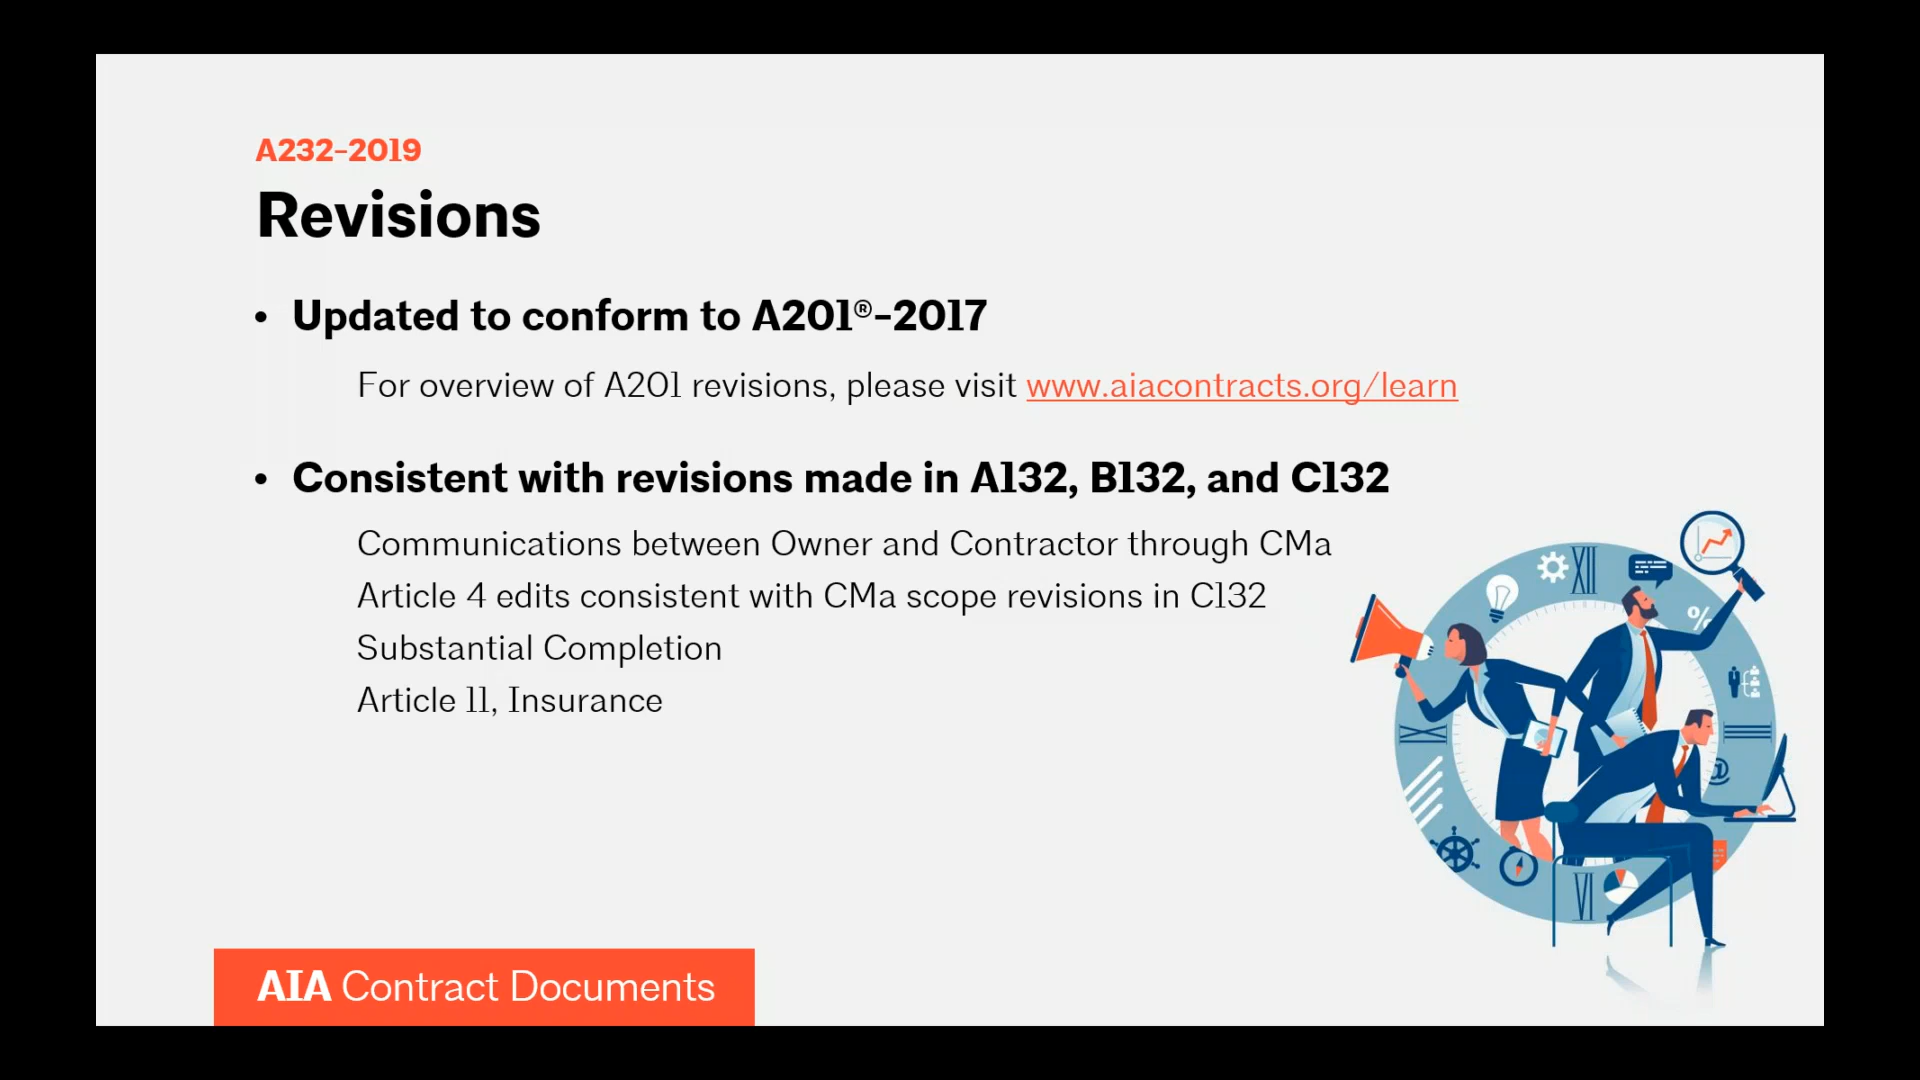 A232-2019
Revisions
• Updated to conform to A201®-2017
For overview of A201 revisions, please visit www.aiacontracts.org/learn
• Consistent with revisions made in A132, B132, and C132
Communications between Owner and Contractor through CMa
Article 4 edits consistent with CMa scope revisions in C132
Substantial Completion
Article 11, Insurance
XII
%
@
VI
AIA Contract Documents